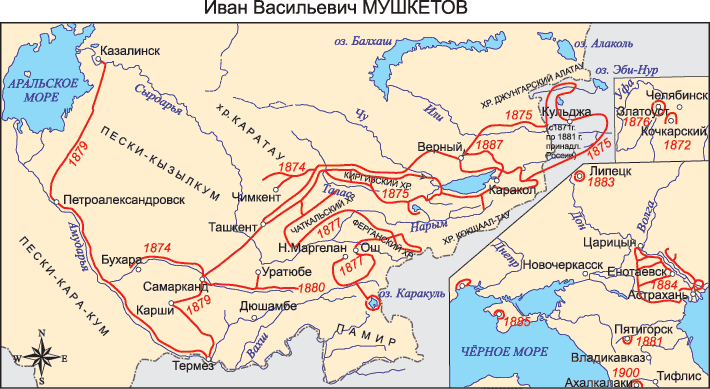 Иван Васильевич МУШКЕТОВ
Казалинск
АРАЛЬСКОЕ
МОРЕ
Сырдарья
оз. Балхаш
оз. Алаколь
оз. Эби-Нур
ХР. ДЖУНГАРСКИЙ АЛАТАУ
ХР. КАРАТАУ
Чу
Или
1875
Кульджа
(с 1871г.
по 1881 г.
принадл.
России)
1875
Верный
1887
1879
ПЕСКИ-КЫЗЫЛКУМ
1874
КИРГИЗСКИЙ ХР.
1875
Талас
Каракол
Чимкент
Петроалександровск
Ташкент
ЧАТКАЛЬСКИЙ ХР.
1877
ФЕРГАНСКИЙ ХР.
Нарым
ХР. КОКШААЛ-ТАУ
Амударья
1874
Бухара
Н.Маргелан
Ош
1877
Уратюбе
Самарканд
1880
оз. Каракуль
ПЕСКИ-КАРА-КУМ
Карши
1879
Дюшамбе
Вахш
ПАМИР
Термез
N
W
E
S
Уфа
Челябинск
Златоуст
1876
Кочкарский
1872
Липецк
1883
Дон
Волга
Днепр
Царицын
Новочеркасск
Енотаевск
1884
Астрахань
1895
Пятигорск
1881
ЧЁРНОЕ МОРЕ
Владикавказ
1900
Тифлис
Ахалкалаки